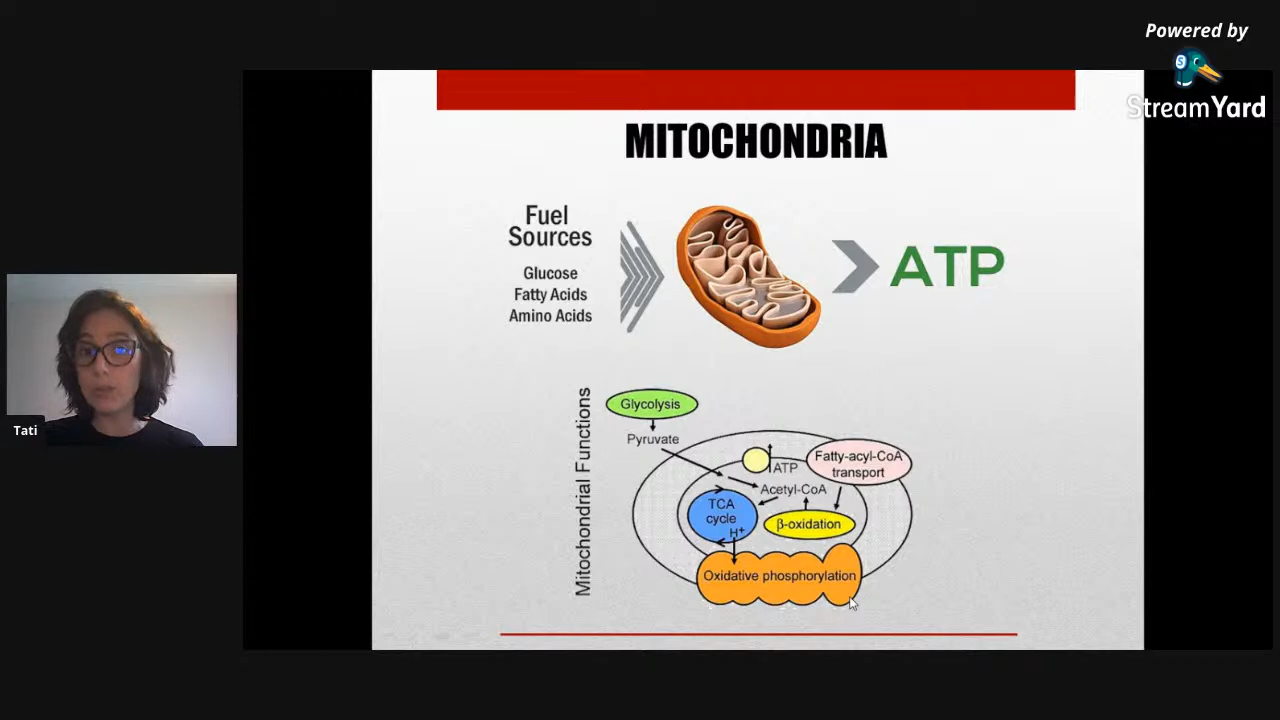 Powered by
StreamYard
MITOCHONDRIA
Fuel
Sources
Glucose
Fatty Acids
Amino Acids
ATP
Mitochondrial Functions
Glycolysis
Pyruvate
ATP
Fatty-acyl-CoA
transport
Acetyl-CoA
TCA
cycle
H+
β-oxidation
Oxidative phosphorylation
Tati